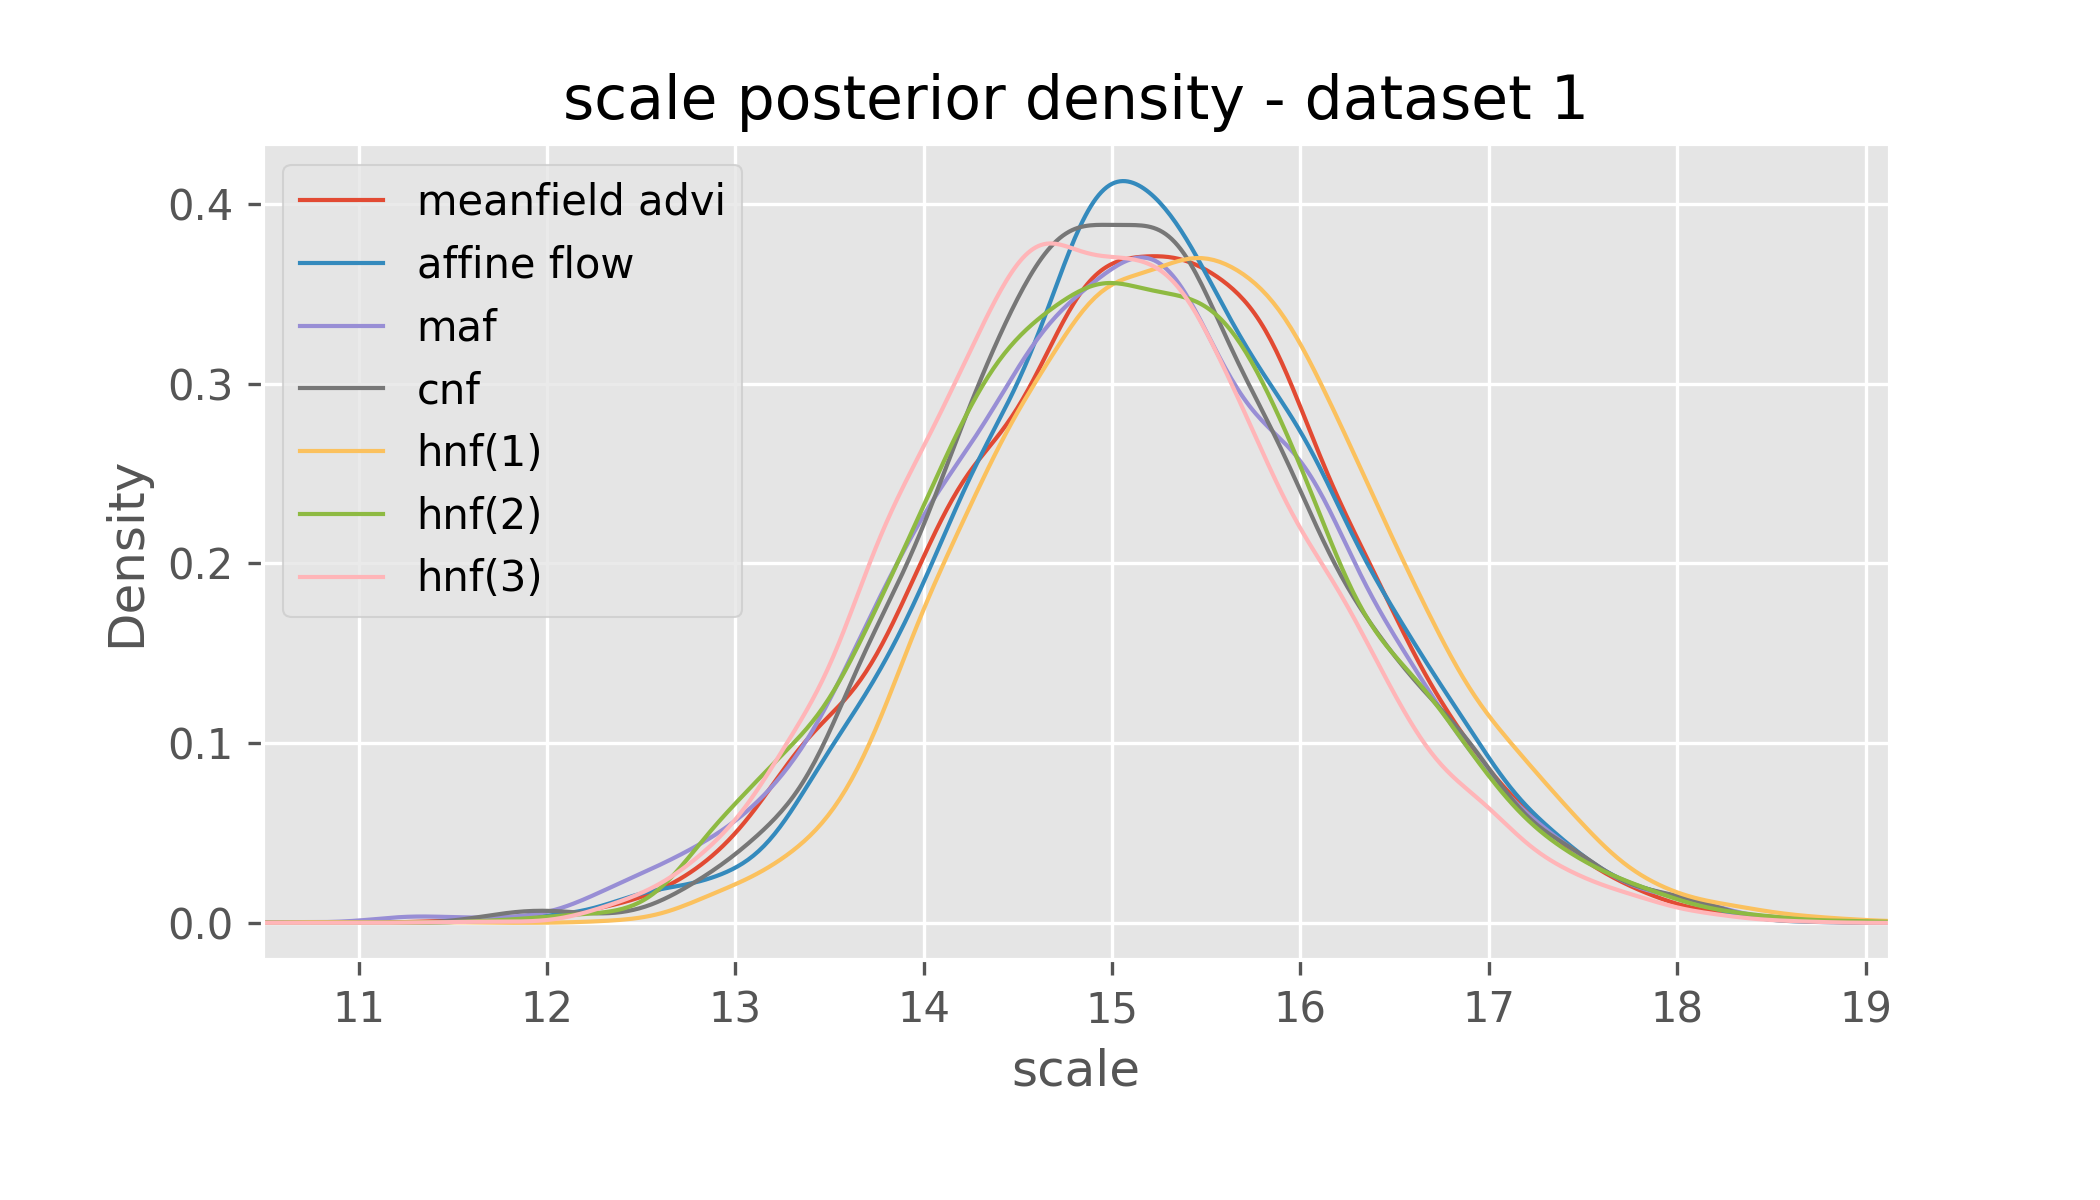 scale posterior density - dataset 1
meanfield advi
affine flow
maf
cnf
hnf(1)
hnf(2)
hnf(3)
Density
0.4
0.3
0.2
0.1
0.0
11 12 13 14 15 16 17 18 19
scale